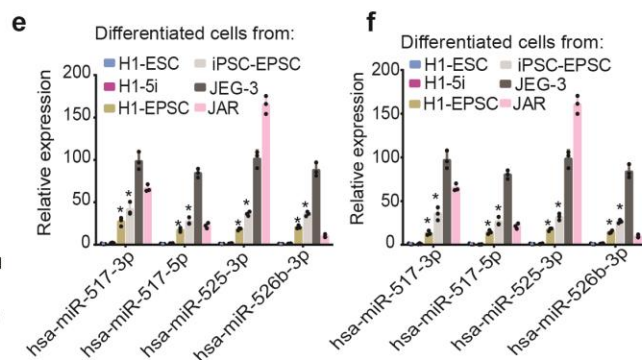 e
Differentiated cells from:
H1-ESC
iPSC-EPSC
H1-5i
JEG-3
H1-EPSC
JAR
Relative expression
200
150
100
50
0
* * * * * * * *
hsa-miR-517-3p
hsa-miR-517-5p
hsa-miR-525-3p
hsa-miR-526b-3p
f
Differentiated cells from:
H1-ESC
iPSC-EPSC
H1-5i
JEG-3
H1-EPSC
JAR
Relative expression
200
150
100
50
0
* * * * * * * *
hsa-miR-517-3p
hsa-miR-517-5p
hsa-miR-525-3p
hsa-miR-526b-3p